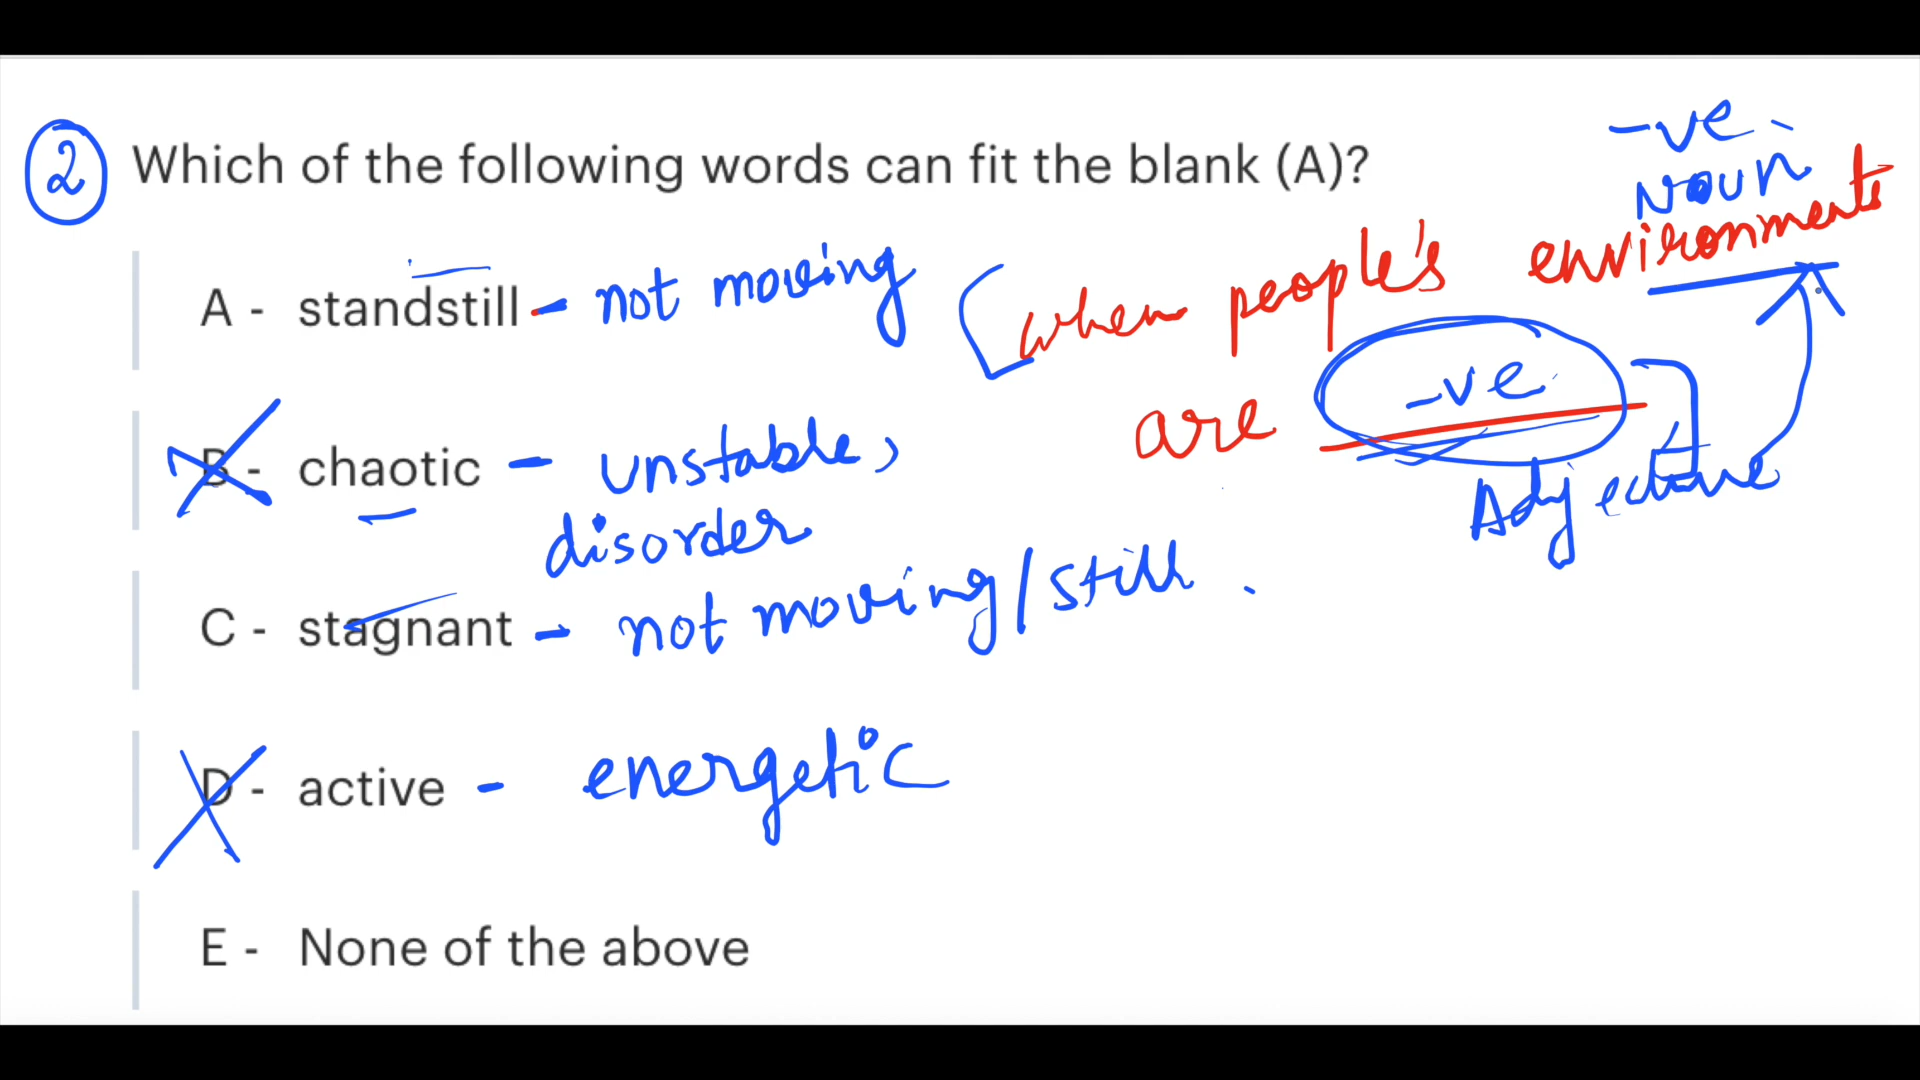 -ve
Noun
2 Which of the following words can fit the blank (A)?
A - standstill - not moving
[when people's environments
are -ve
Adjective
B - chaotic - unstable,
disorder
C - stagnant - not moving/still.
D - active - energetic
E - None of the above